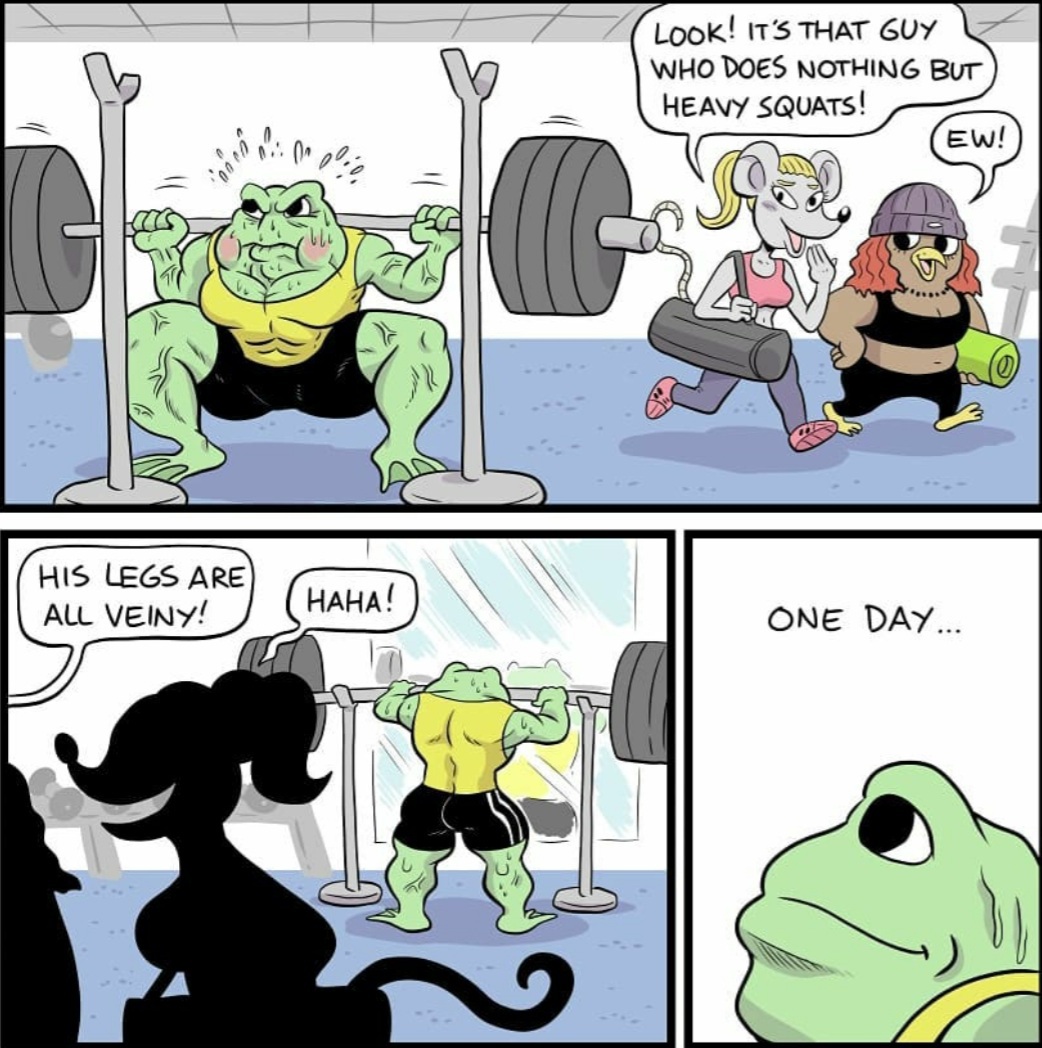 LOOK! IT'S THAT GUY
WHO DOES NOTHING BUT
HEAVY SQUATS!
EW!
HIS LEGS ARE
ALL VEINY!
HAHA!
ONE DAY...